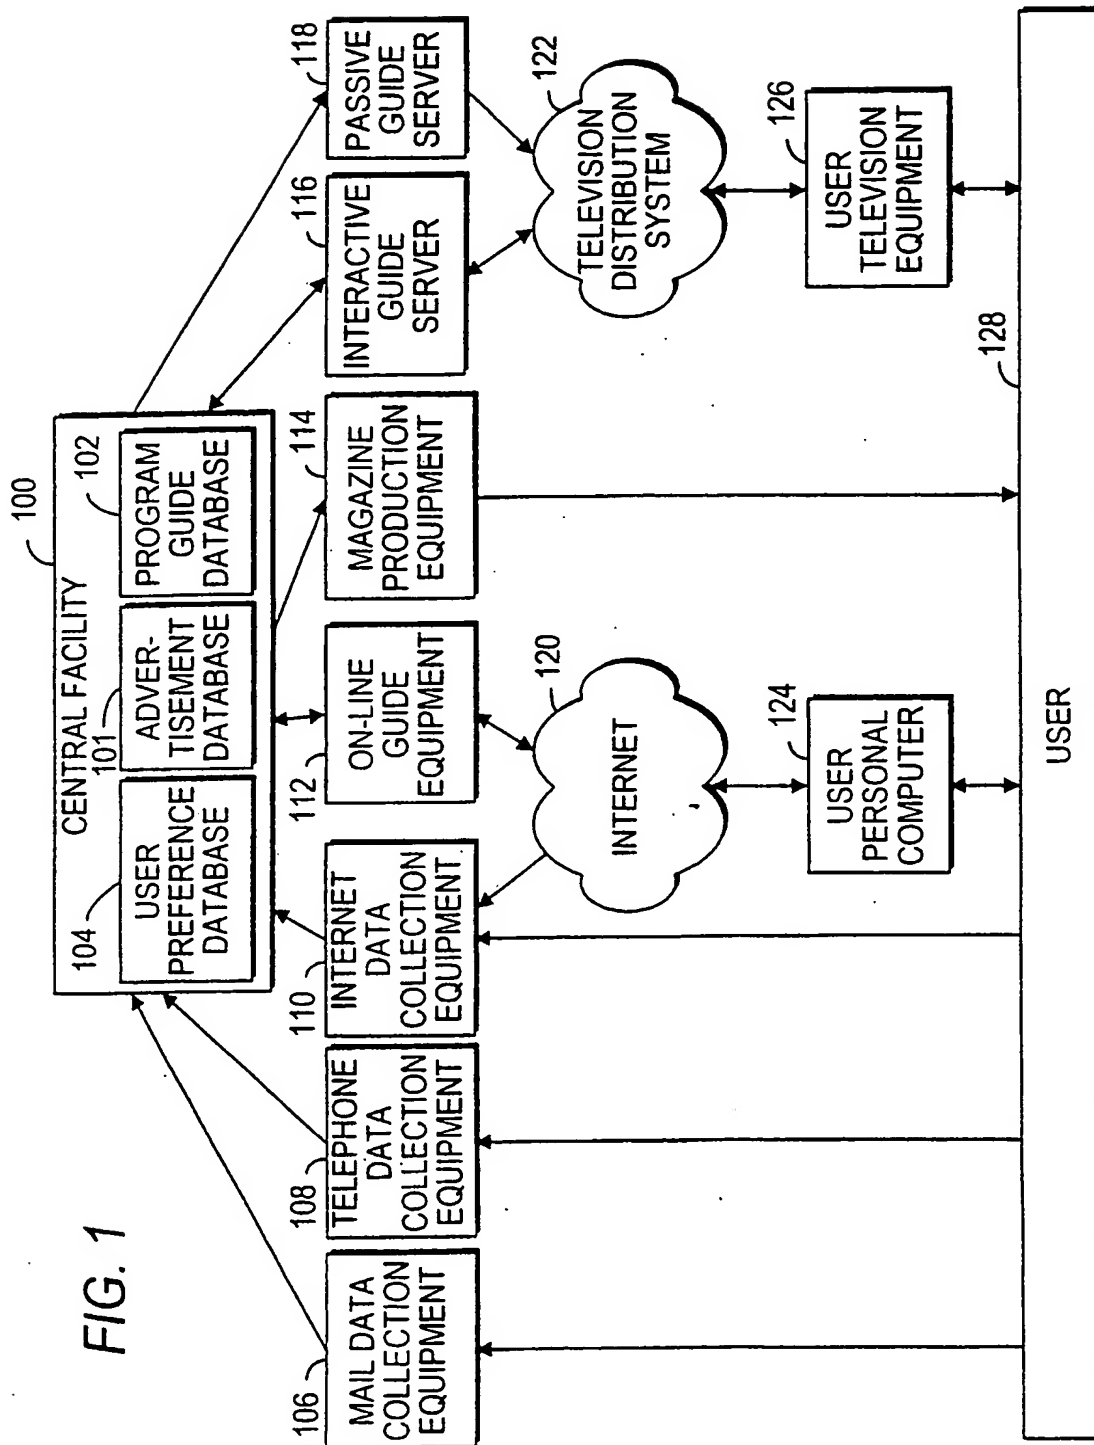 FIG. 1
100
CENTRAL FACILITY
104
USER
PREFERENCE
DATABASE
101
ADVER-
TISEMENT
DATABASE
102
PROGRAM
GUIDE
DATABASE
106
MAIL DATA
COLLECTION
EQUIPMENT
108
TELEPHONE
DATA
COLLECTION
EQUIPMENT
110
INTERNET
DATA
COLLECTION
EQUIPMENT
112
ON-LINE
GUIDE
EQUIPMENT
114
MAGAZINE
PRODUCTION
EQUIPMENT
116
INTERACTIVE
GUIDE
SERVER
118
PASSIVE
GUIDE
SERVER
120
INTERNET
122
TELEVISION
DISTRIBUTION
SYSTEM
124
USER
PERSONAL
COMPUTER
126
USER
TELEVISION
EQUIPMENT
128
USER